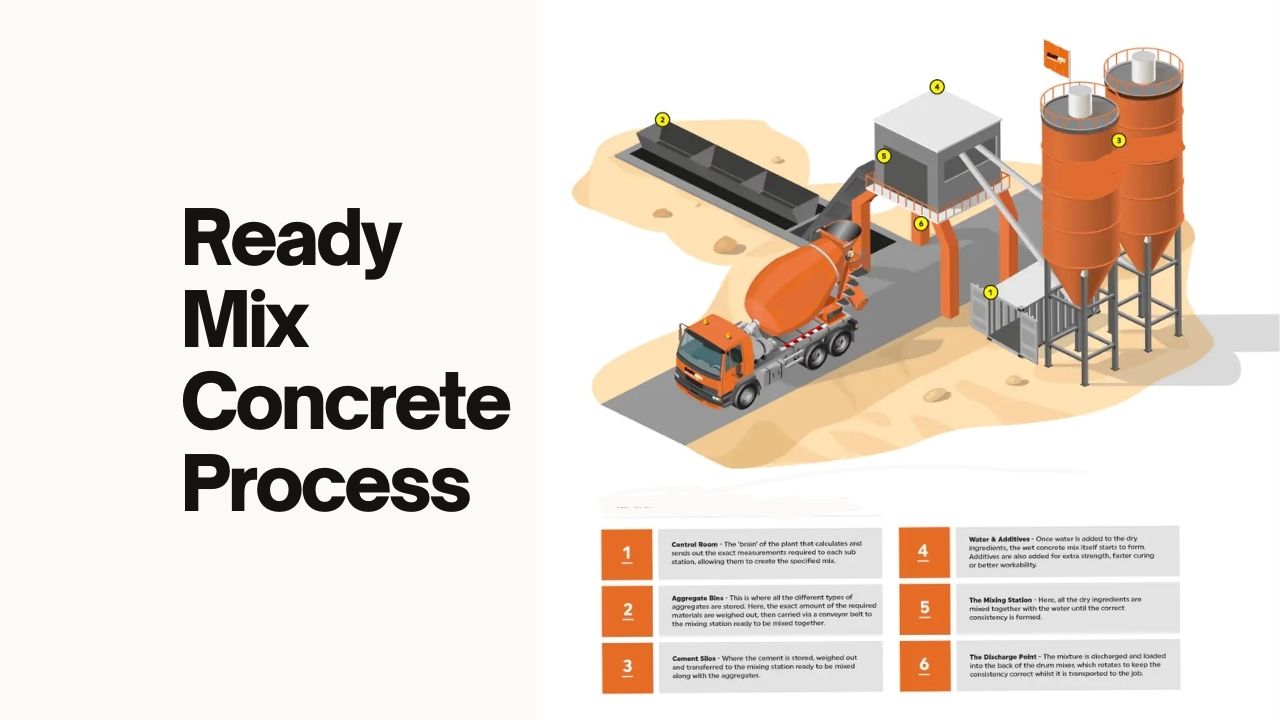 Ready
Mix
Concrete
Process
4
2
3
5
6
1
1
Control Room - The 'brain' of the plant that calculates and
sends out the exact measurements required to each sub
station, allowing them to create the specified mix.
2
Aggregate Bins - This is where all the different types of
aggregates are stored. Here, the exact amount of the required
materials are weighed out, then carried via a conveyor belt to
the mixing station ready to be mixed together.
3
Cement Silos - Where the cement is stored, weighed out
and transferred to the mixing station ready to be mixed
along with the aggregates.
4
Water & Additives - Once water is added to the dry
ingredients, the wet concrete mix itself starts to form.
Additives are also added for extra strength, faster curing
or better workability.
5
The Mixing Station - Here, all the dry ingredients are
mixed together with the water until the correct
consistency is formed.
6
The Discharge Point - The mixture is discharged and loaded
into the back of the drum mixer, which rotates to keep the
consistency correct whilst it is transported to the job.